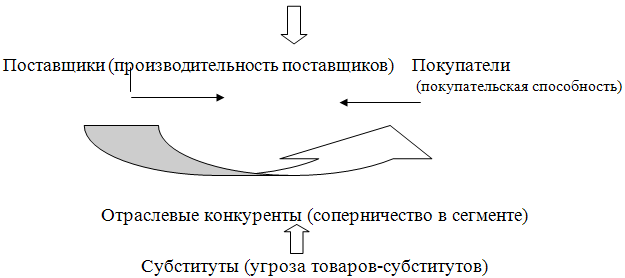 Поставщики (производительность поставщиков) Покупатели
(покупательская способность)
Отраслевые конкуренты (соперничество в сегменте)
Субституты (угроза товаров-субститутов)